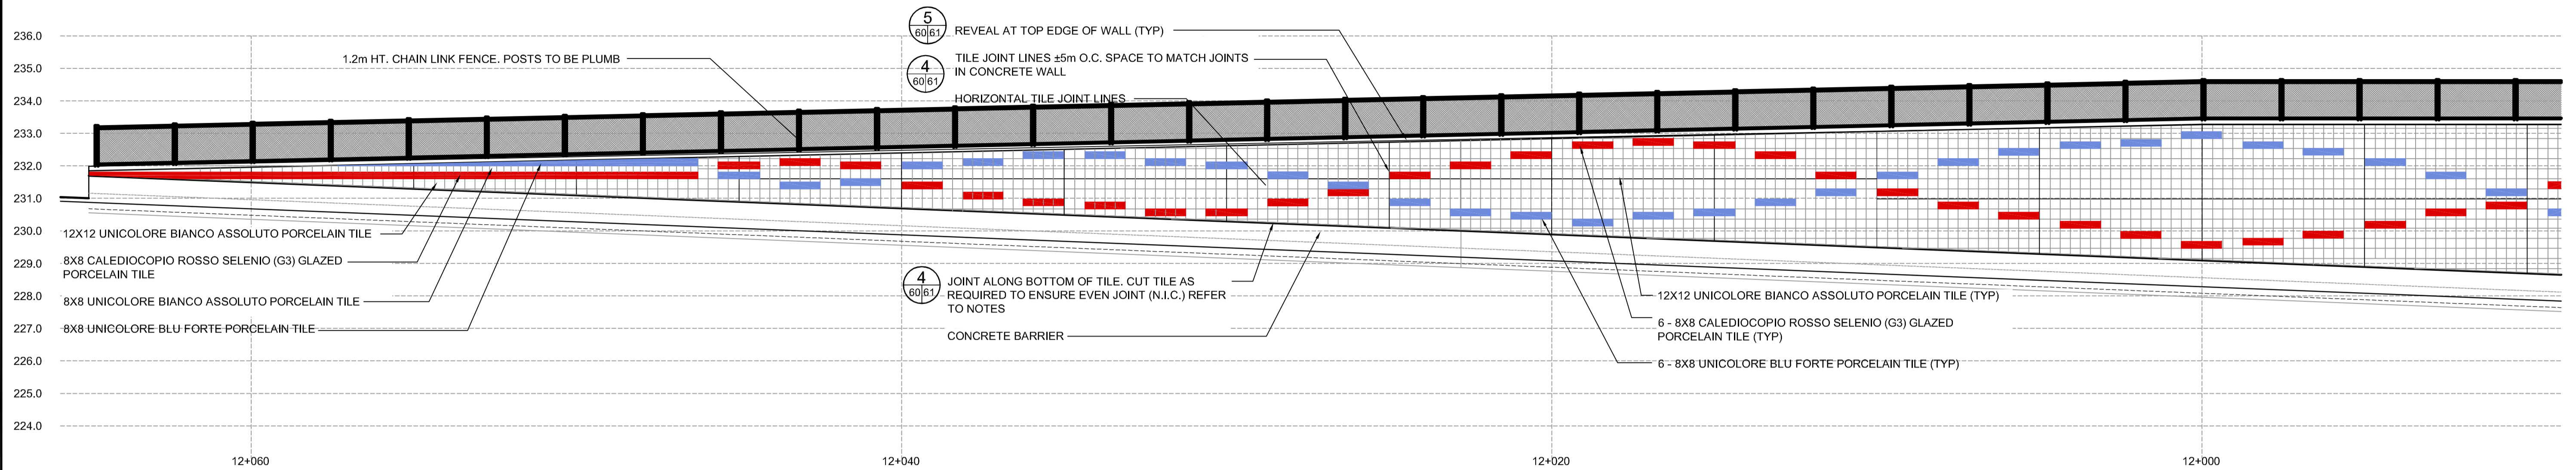 236.0
235.0
234.0
233.0
232.0
231.0
230.0
229.0
228.0
227.0
226.0
225.0
224.0
1.2m HT. CHAIN LINK FENCE. POSTS TO BE PLUMB
5
60 61
REVEAL AT TOP EDGE OF WALL (TYP)
4
60 61
TILE JOINT LINES ±5m O.C. SPACE TO MATCH JOINTS
IN CONCRETE WALL
HORIZONTAL TILE JOINT LINES
12X12 UNICOLORE BIANCO ASSOLUTO PORCELAIN TILE
8X8 CALEDIOCOPIO ROSSO SELENIO (G3) GLAZED
PORCELAIN TILE
8X8 UNICOLORE BIANCO ASSOLUTO PORCELAIN TILE
8X8 UNICOLORE BLU FORTE PORCELAIN TILE
4
60 61
JOINT ALONG BOTTOM OF TILE. CUT TILE AS
REQUIRED TO ENSURE EVEN JOINT (N.I.C.) REFER
TO NOTES
CONCRETE BARRIER
12X12 UNICOLORE BIANCO ASSOLUTO PORCELAIN TILE (TYP)
6 - 8X8 CALEDIOCOPIO ROSSO SELENIO (G3) GLAZED
PORCELAIN TILE (TYP)
6 - 8X8 UNICOLORE BLU FORTE PORCELAIN TILE (TYP)
12+060
12+040
12+020
12+000